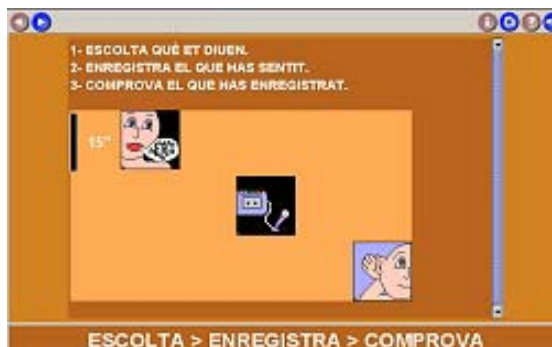 1- ESCOLTA QUÈ ET DIUEN.
2- ENREGISTRA EL QUE HAS SENTIT.
3- COMPROVA EL QUE HAS ENREGISTRAT.
15"
ESCOLTA > ENREGISTRA > COMPROVA